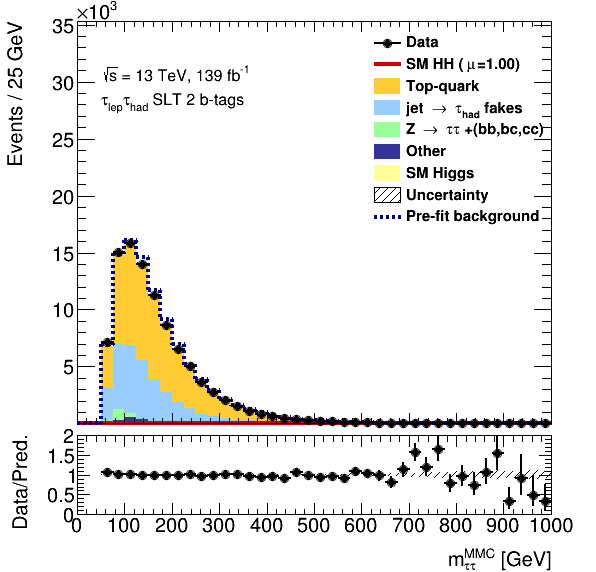 ×10³
Events / 25 GeV
35
30
25
20
15
10
5
√s = 13 TeV, 139 fb⁻¹
τlepτhad SLT 2 b-tags
Data
SM HH ( μ=1.00)
Top-quark
jet → τhad fakes
Z → ττ +(bb,bc,cc)
Other
SM Higgs
Uncertainty
Pre-fit background
Data/Pred.
2
1.5
1
0.5
0
0 100 200 300 400 500 600 700 800 900 1000
mττMMC [GeV]